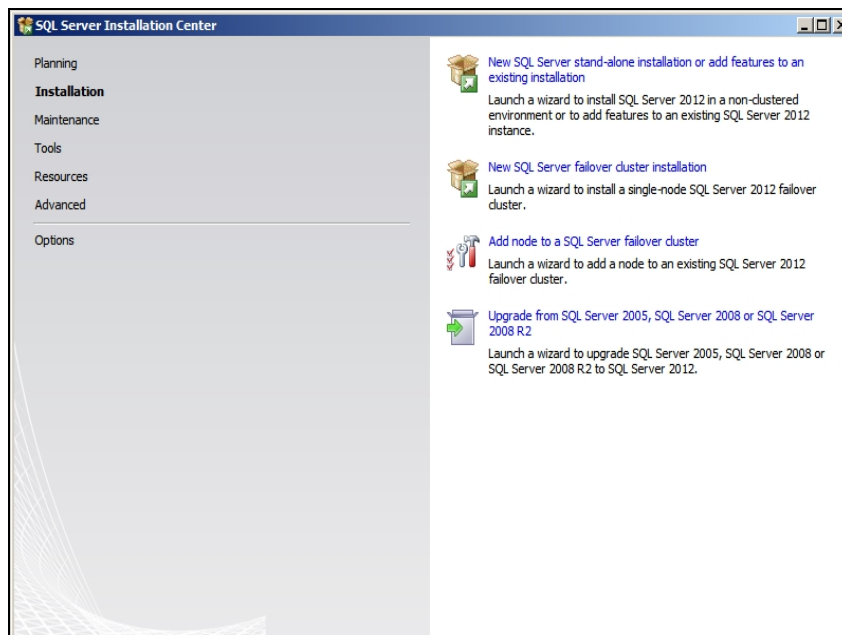 SQL Server Installation Center
Planning
Installation
Maintenance
Tools
Resources
Advanced
Options
New SQL Server stand-alone installation or add features to an
existing installation
Launch a wizard to install SQL Server 2012 in a non-clustered
environment or to add features to an existing SQL Server 2012
instance.
New SQL Server failover cluster installation
Launch a wizard to install a single-node SQL Server 2012 failover
cluster.
Add node to a SQL Server failover cluster
Launch a wizard to add a node to an existing SQL Server 2012
failover cluster.
Upgrade from SQL Server 2005, SQL Server 2008 or SQL Server
2008 R2
Launch a wizard to upgrade SQL Server 2005, SQL Server 2008 or
SQL Server 2008 R2 to SQL Server 2012.